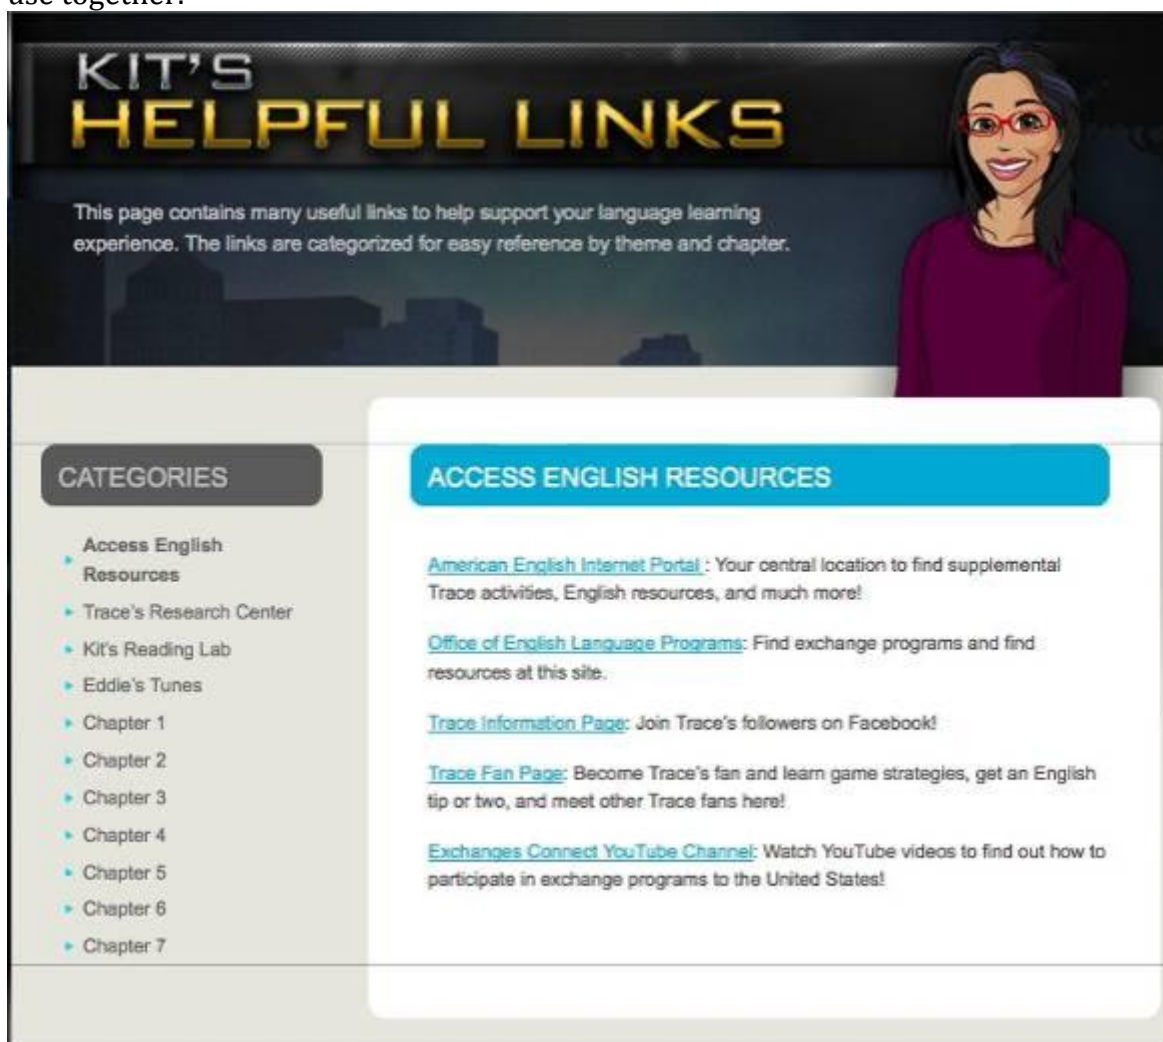 use together.
KIT'S
HELPFUL LINKS
This page contains many useful links to help support your language learning
experience. The links are categorized for easy reference by theme and chapter.
CATEGORIES
Access English
Resources
Trace's Research Center
Kit's Reading Lab
Eddie's Tunes
Chapter 1
Chapter 2
Chapter 3
Chapter 4
Chapter 5
Chapter 6
Chapter 7
ACCESS ENGLISH RESOURCES
American English Internet Portal : Your central location to find supplemental
Trace activities, English resources, and much more!
Office of English Language Programs: Find exchange programs and find
resources at this site.
Trace Information Page: Join Trace's followers on Facebook!
Trace Fan Page: Become Trace's fan and learn game strategies, get an English
tip or two, and meet other Trace fans here!
Exchanges Connect YouTube Channel: Watch YouTube videos to find out how to
participate in exchange programs to the United States!